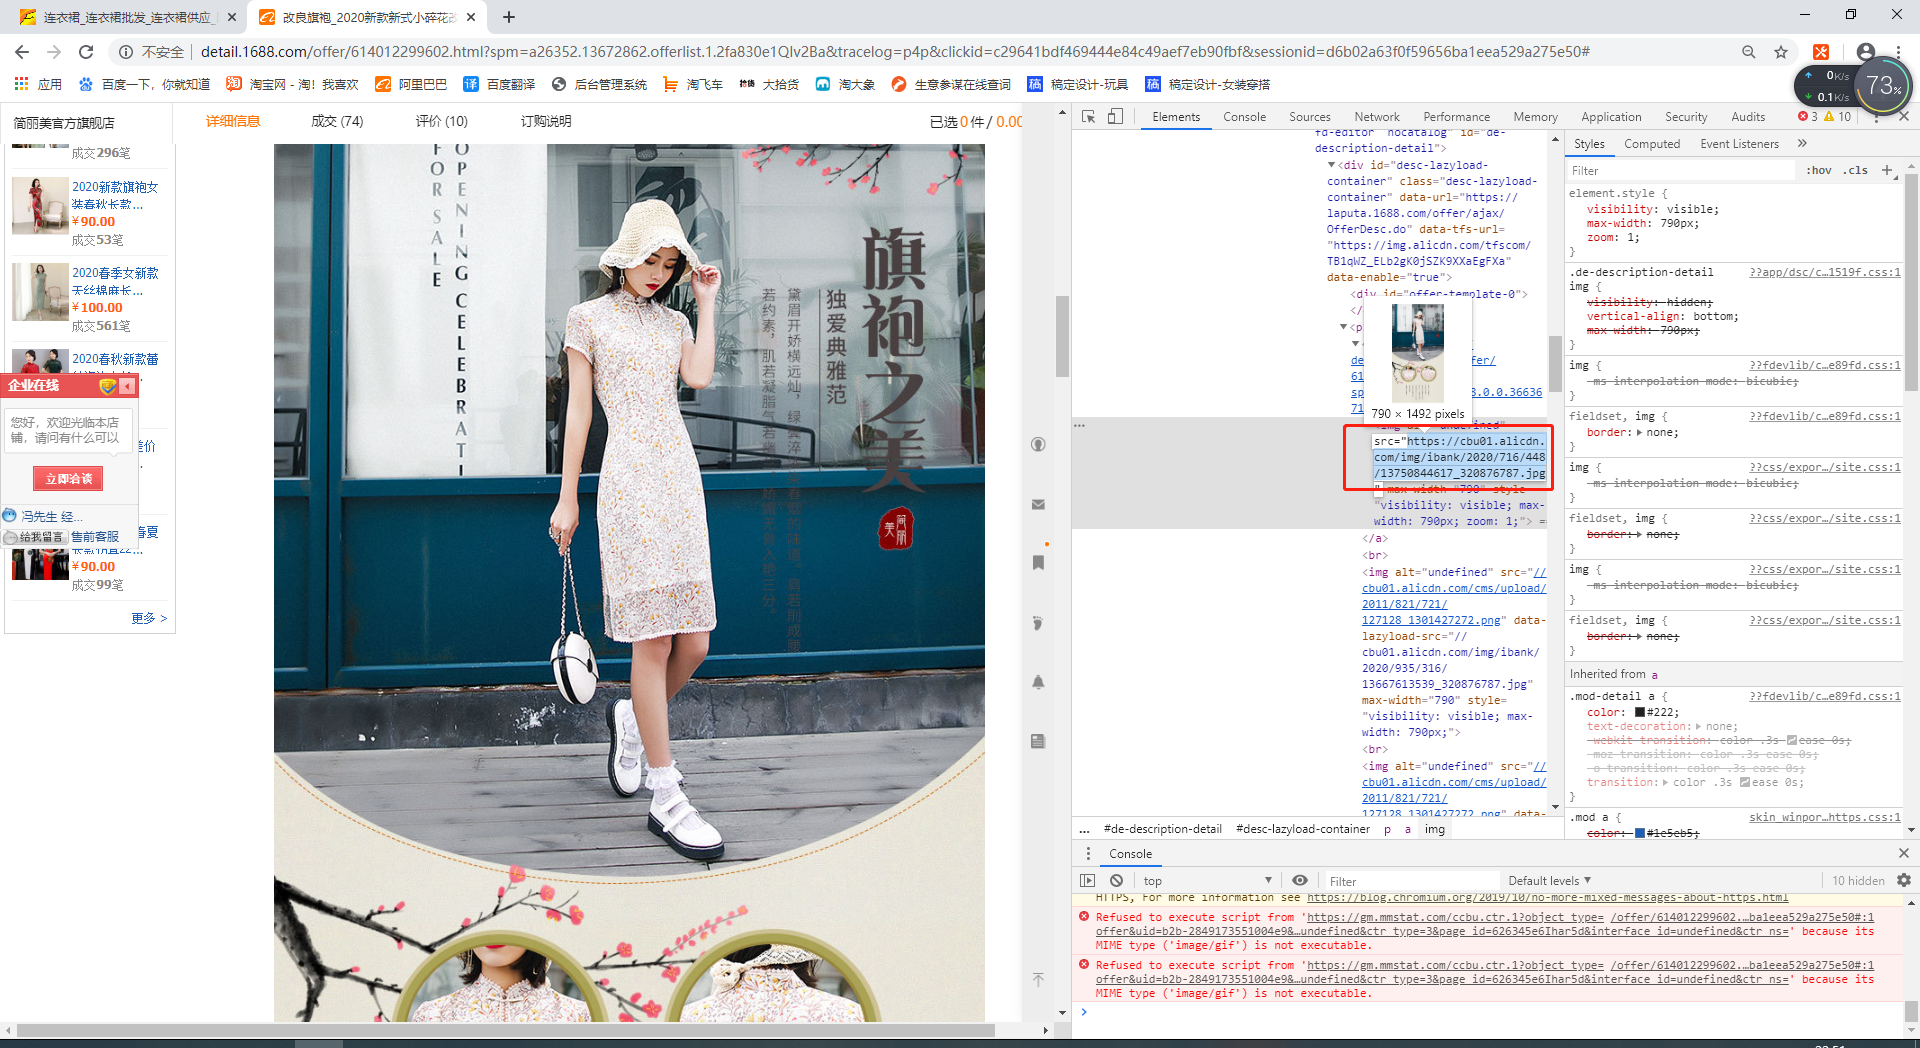 连衣裙_连衣裙批发_连衣裙供应_
改良旗袍_2020新款新式小碎花改
不安全
detail.1688.com/offer/614012299602.html?spm=a26352.13672862.offerlist.1.2fa830e1Qlv2Ba&tracelog=p4p&clickid=c29641bdf469444e84c49aef7eb90fbf&sessionid=d6b02a63f0f59656ba1eea529a275e50#
应用
百度一下，你就知道
淘宝网 - 淘！我喜欢
阿里巴巴
百度翻译
后台管理系统
淘飞车
大拾货
淘大象
生意参谋在线查词
稿定设计-玩具
稿定设计-女装穿搭
0K/s
0.1K/s
73%
简丽美官方旗舰店
详细信息
成交 (74)
评价 (10)
订购说明
已选0件/ 0.00
成交296笔
2020新款旗袍女
装春秋长款...
¥90.00
成交53笔
2020春季女新款
天丝棉麻长...
¥100.00
成交561笔
2020春秋新款蕾
企业在线
您好，欢迎光临本店
铺，请问有什么可以
差价
立即洽谈
冯先生 经...
给我留言 售前客服
春夏
¥90.00
成交99笔
更多 >
FOR SALE
OPENING CELEBRATI
旗袍之美
独爱典雅范
简丽美
Elements
Console
Sources
Network
Performance
Memory
Application
Security
Audits
3
10
fd-editor" nocatalog" id="de-
description-detail">
<div id="desc-lazyload-
container" class="desc-lazyload-
container" data-url="https://
laputa.1688.com/offer/ajax/
OfferDesc.do" data-tfs-url=
"https://img.alicdn.com/tfscom/
TB1qWZ_ELb2gK0jSZK9XXaEgFXa"
data-enable="true">
<div id="offer-template-0">
</
<p
de
fer/
61
sp
8.0.0.36636
71
790 × 1492 pixels
<img alt="undefined"
src="https://cbu01.alicdn.
com/img/ibank/2020/716/448
/13750844617_320876787.jpg
" max-width="790" style=
"visibility: visible; max-
width: 790px; zoom: 1;"> ==
</a>
<br>
<img alt="undefined" src="//
cbu01.alicdn.com/cms/upload/
2011/821/721/
127128_1301427272.png" data-
lazyload-src="//
cbu01.alicdn.com/img/ibank/
2020/935/316/
13667613539_320876787.jpg"
max-width="790" style=
"visibility: visible; max-
width: 790px;">
<br>
<img alt="undefined" src="//
cbu01.alicdn.com/cms/upload/
2011/821/721/
127128_1301427272.png" data-
... #de-description-detail #desc-lazyload-container p a img
Styles
Computed
Event Listeners
Filter
:hov .cls +
element.style {
visibility: visible;
max-width: 790px;
zoom: 1;
}
.de-description-detail ??app/dsc/c…1519f.css:1
img {
visibility: hidden;
vertical-align: bottom;
max-width: 790px;
}
img { ??fdevlib/c…e89fd.css:1
-ms-interpolation-mode: bicubic;
}
fieldset, img { ??fdevlib/c…e89fd.css:1
border: none;
}
img { ??css/expor…/site.css:1
-ms-interpolation-mode: bicubic;
}
fieldset, img { ??css/expor…/site.css:1
border: none;
}
img { ??css/expor…/site.css:1
-ms-interpolation-mode: bicubic;
}
fieldset, img { ??css/expor…/site.css:1
border: none;
}
Inherited from a
.mod-detail a { ??fdevlib/c…e89fd.css:1
color: #222;
text-decoration: none;
-webkit-transition: color .3s ease 0s;
-moz-transition: color .3s ease 0s;
-o-transition: color .3s ease 0s;
transition: color .3s ease 0s;
}
.mod a { skin_winpor…https.css:1
color: #1e5eb5;
Console
top
Filter
Default levels
10 hidden
HTTPS, For more information see https://blog.chromium.org/2019/10/no-more-mixed-messages-about-https.html
Refused to execute script from 'https://gm.mmstat.com/ccbu.ctr.1?object_type= /offer/614012299602.…ba1eea529a275e50#:1
offer&uid=b2b-2849173551004e9&…undefined&ctr_type=3&page_id=626345e6Ihar5d&interface_id=undefined&ctr_ns=' because its
MIME type ('image/gif') is not executable.
Refused to execute script from 'https://gm.mmstat.com/ccbu.ctr.1?object_type= /offer/614012299602.…ba1eea529a275e50#:1
offer&uid=b2b-2849173551004e9&…undefined&ctr_type=3&page_id=626345e6Ihar5d&interface_id=undefined&ctr_ns=' because its
MIME type ('image/gif') is not executable.